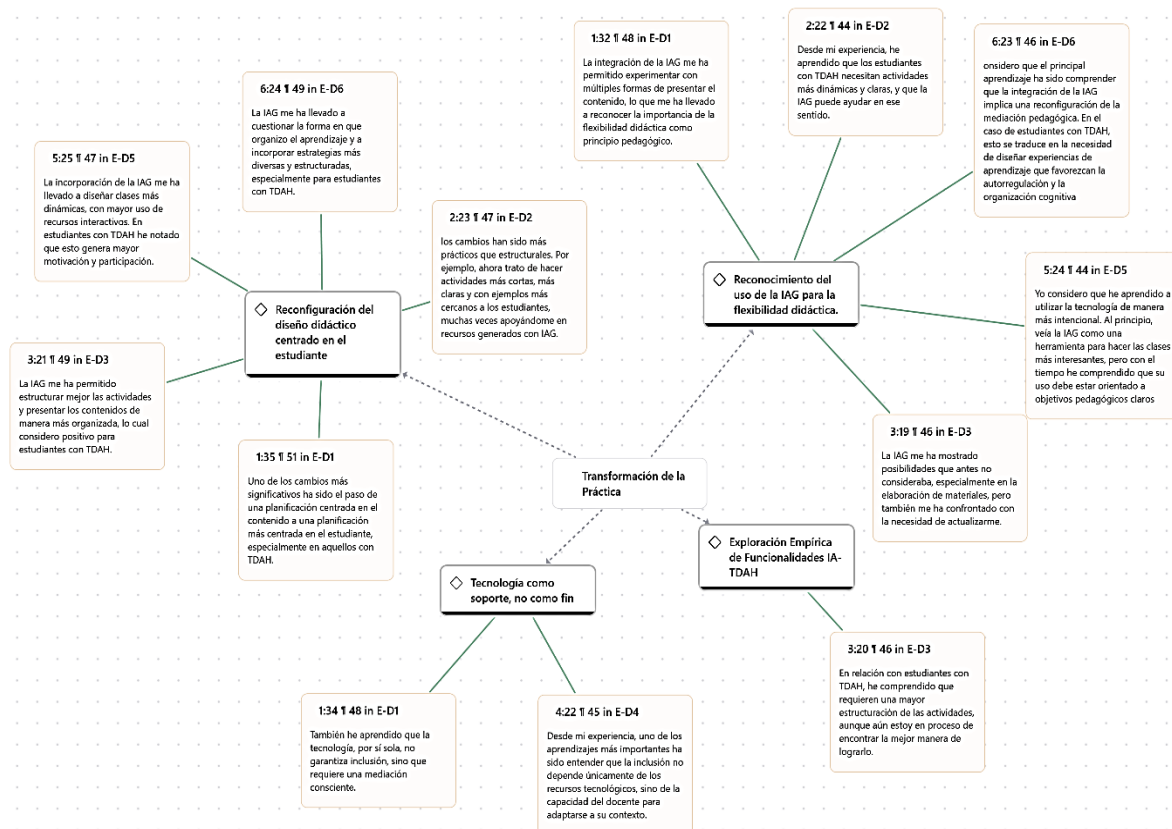 1:32 ¶ 48 in E-D1
La integración de la IAG me ha
permitido experimentar con
múltiples formas de presentar el
contenido, lo que me ha llevado
a reconocer la importancia de la
flexibilidad didáctica como
principio pedagógico.
2:22 ¶ 44 in E-D2
Desde mi experiencia, he
aprendido que los estudiantes
con TDAH necesitan actividades
más dinámicas y claras, y que la
IAG puede ayudar en ese
sentido.
6:23 ¶ 46 in E-D6
onsidero que el principal
aprendizaje ha sido comprender
que la integración de la IAG
implica una reconfiguración de la
mediación pedagógica. En el
caso de estudiantes con TDAH,
esto se traduce en la necesidad
de diseñar experiencias de
aprendizaje que favorezcan la
autorregulación y la
organización cognitiva
6:24 ¶ 49 in E-D6
La IAG me ha llevado a
cuestionar la forma en que
organizo el aprendizaje y a
incorporar estrategias más
diversas y estructuradas,
especialmente para estudiantes
con TDAH.
5:25 ¶ 47 in E-D5
La incorporación de la IAG me ha
llevado a diseñar clases más
dinámicas, con mayor uso de
recursos interactivos. En
estudiantes con TDAH he notado
que esto genera mayor
motivación y participación.
2:23 ¶ 47 in E-D2
los cambios han sido más
prácticos que estructurales. Por
ejemplo, ahora trato de hacer
actividades más cortas, más
claras y con ejemplos más
cercanos a los estudiantes,
muchas veces apoyándome en
recursos generados con IAG.
Reconfiguración del
diseño didáctico
centrado en el
estudiante
Reconocimiento del
uso de la IAG para la
flexibilidad didáctica.
5:24 ¶ 44 in E-D5
Yo considero que he aprendido a
utilizar la tecnología de manera
más intencional. Al principio,
veía la IAG como una
herramienta para hacer las clases
más interesantes, pero con el
tiempo he comprendido que su
uso debe estar orientado a
objetivos pedagógicos claros
3:21 ¶ 49 in E-D3
La IAG me ha permitido
estructurar mejor las actividades
y presentar los contenidos de
manera más organizada, lo cual
considero positivo para
estudiantes con TDAH.
1:35 ¶ 51 in E-D1
Uno de los cambios más
significativos ha sido el paso de
una planificación centrada en el
contenido a una planificación
más centrada en el estudiante,
especialmente en aquellos con
TDAH.
3:19 ¶ 46 in E-D3
La IAG me ha mostrado
posibilidades que antes no
consideraba, especialmente en la
elaboración de materiales, pero
también me ha confrontado con
la necesidad de actualizarme.
Transformación de la
Práctica
Exploración Empírica
de Funcionalidades IA-
TDAH
Tecnología como
soporte, no como fin
3:20 ¶ 46 in E-D3
En relación con estudiantes con
TDAH, he comprendido que
requieren una mayor
estructuración de las actividades,
aunque aún estoy en proceso de
encontrar la mejor manera de
lograrlo.
1:34 ¶ 48 in E-D1
También he aprendido que la
tecnología, por sí sola, no
garantiza inclusión, sino que
requiere una mediación
consciente.
4:22 ¶ 45 in E-D4
Desde mi experiencia, uno de los
aprendizajes más importantes ha
sido entender que la inclusión no
depende únicamente de los
recursos tecnológicos, sino de la
capacidad del docente para
adaptarse a su contexto.